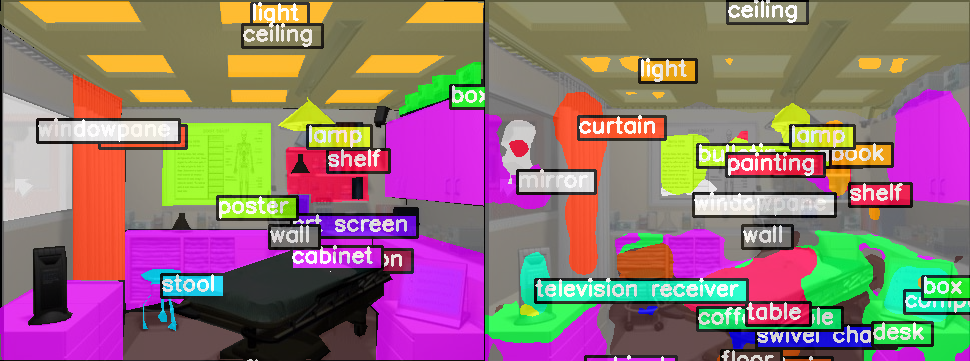 light
ceiling
box
windowpane
lamp
shelf
poster
screen
wall
cabinet
stool
ceiling
light
curtain
lamp
book
painting
mirror
shelf
windowpane
wall
television receiver
box
table
desk
swivel
floor